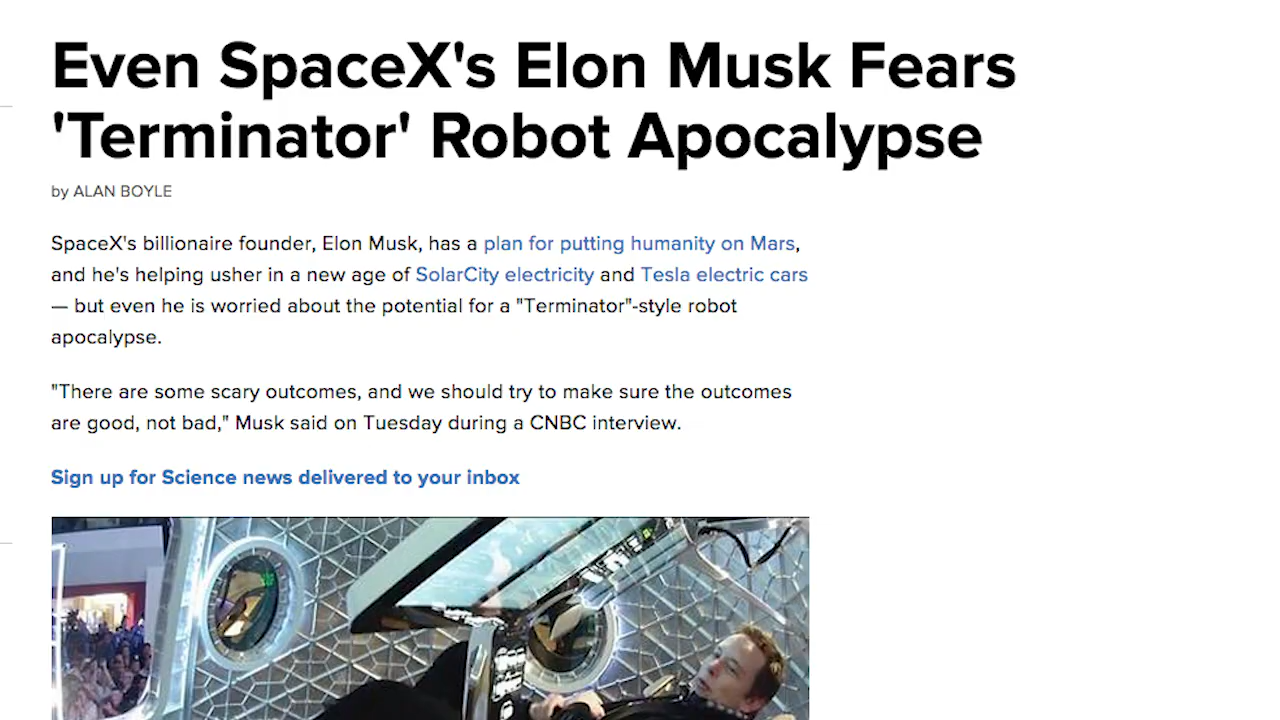 Even SpaceX's Elon Musk Fears
'Terminator' Robot Apocalypse
by ALAN BOYLE
SpaceX's billionaire founder, Elon Musk, has a plan for putting humanity on Mars,
and he's helping usher in a new age of SolarCity electricity and Tesla electric cars
— but even he is worried about the potential for a "Terminator"-style robot
apocalypse.
"There are some scary outcomes, and we should try to make sure the outcomes
are good, not bad," Musk said on Tuesday during a CNBC interview.
Sign up for Science news delivered to your inbox